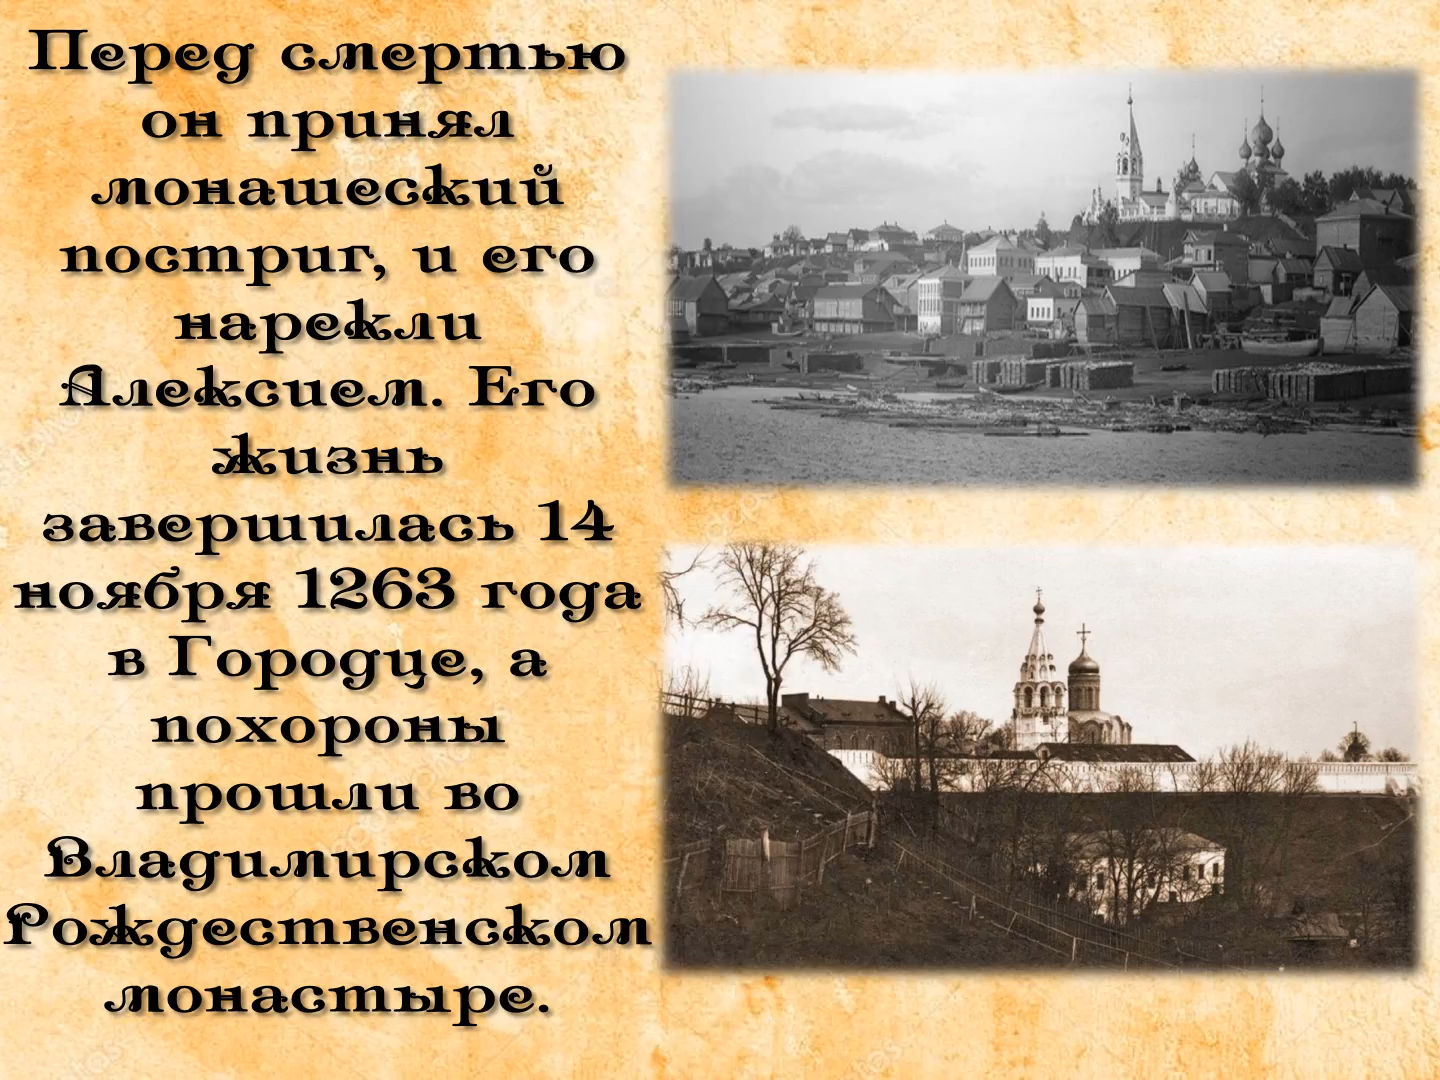 Перед смертью
он принял
монашеский
постриг, и его
нарекли
Алексием. Его
жизнь
завершилась 14
ноября 1263 года
в Городце, а
похороны
прошли во
Владимирском
Рождественском
монастыре.